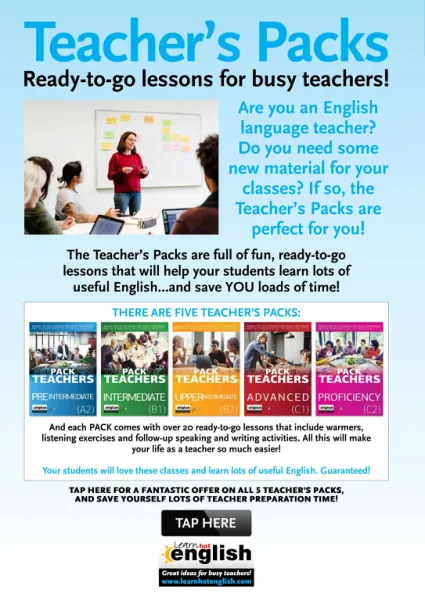 Teacher's Packs
Ready-to-go lessons for busy teachers!
Are you an English
language teacher?
Do you need some
new material for your
classes? If so, the
Teacher's Packs are
perfect for you!
The Teacher's Packs are full of fun, ready-to-go
lessons that will help your students learn lots of
useful English...and save YOU loads of time!
THERE ARE FIVE TEACHER'S PACKS:
PACK
TEACHERS
PRE INTERMEDIATE
(A2)
PACK
TEACHERS
INTERMEDIATE
(B1)
PACK
TEACHERS
UPPER INTERMEDIATE
(B2)
PACK
TEACHERS
ADVANCED
(C1)
PACK
TEACHERS
PROFICIENCY
(C2)
And each PACK comes with over 20 ready-to-go lessons that include warmers,
listening exercises and follow-up speaking and writing activities. All this will make
your life as a teacher so much easier!
Your students will love these classes and learn lots of useful English. Guaranteed!
TAP HERE FOR A FANTASTIC OFFER ON ALL 5 TEACHER'S PACKS,
AND SAVE YOURSELF LOTS OF TEACHER PREPARATION TIME!
TAP HERE
Learn hot
english
Great ideas for busy teachers!
www.learnhotenglish.com